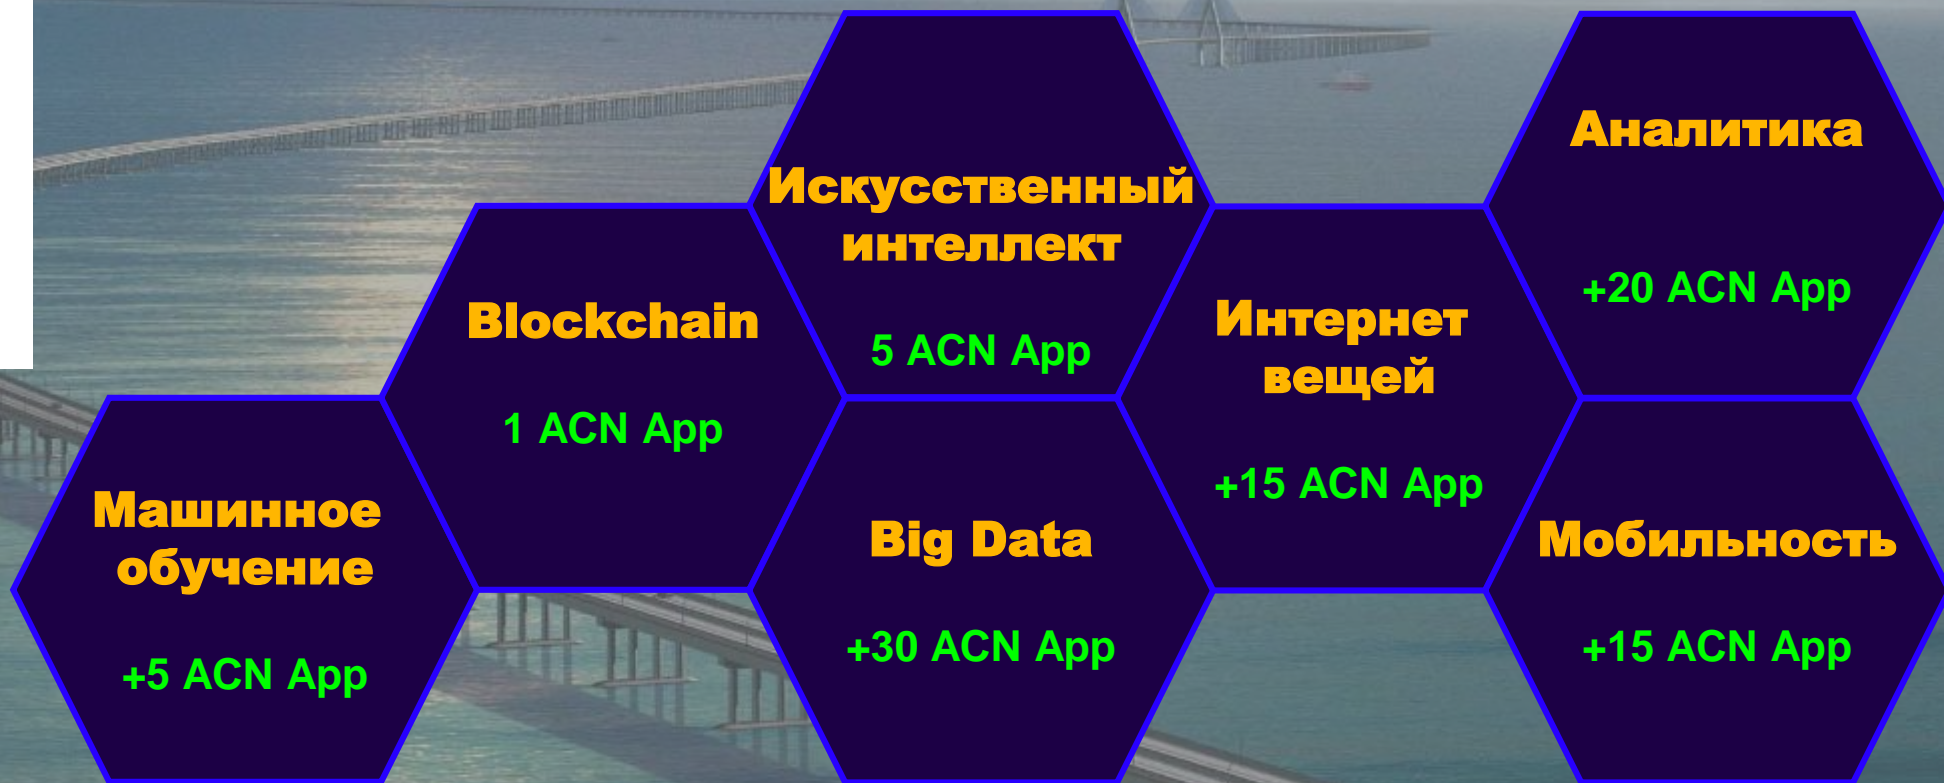 Машинное
обучение
+5 ACN App
Blockchain
1 ACN App
Искусственный
интеллект
5 ACN App
Big Data
+30 ACN App
Интернет
вещей
+15 ACN App
Аналитика
+20 ACN App
Мобильность
+15 ACN App